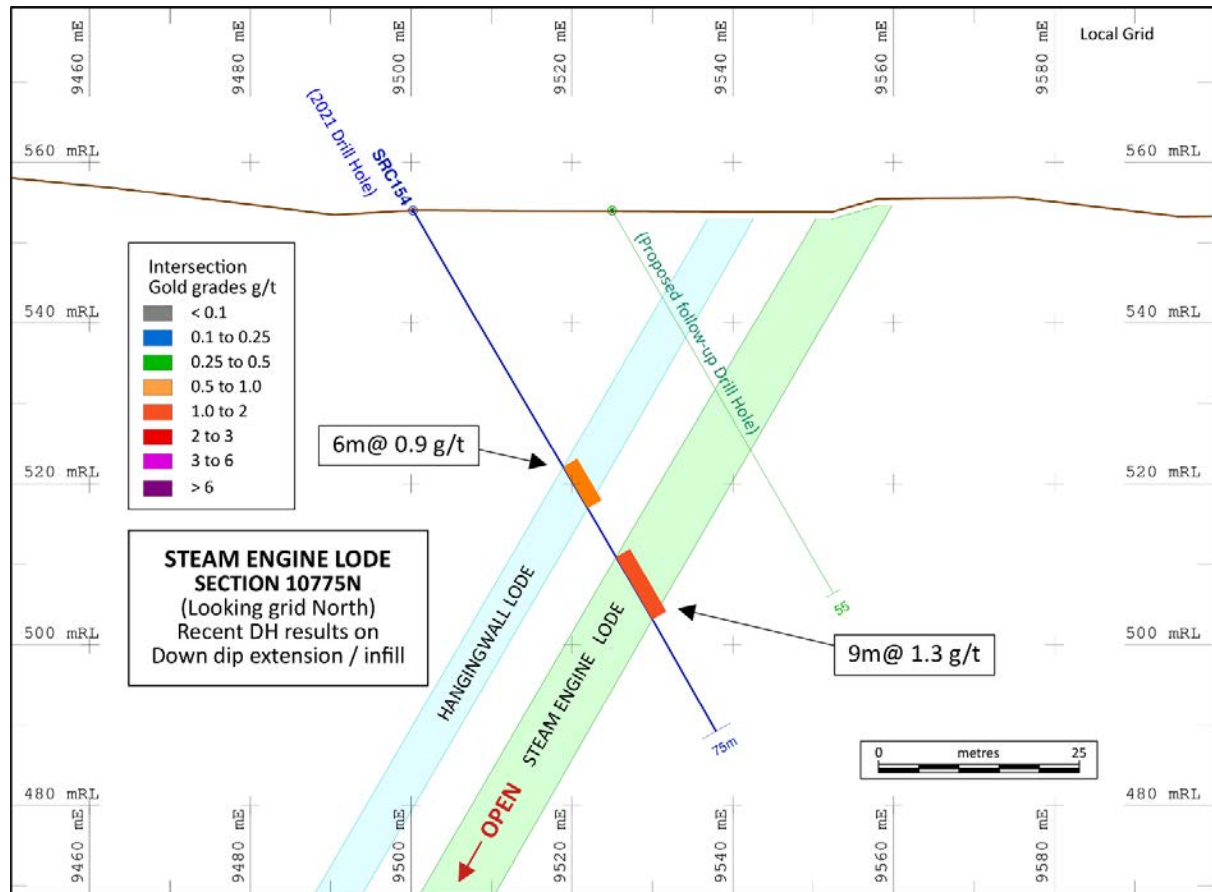 9460 mE
9480 mE
9500 mE
9520 mE
9540 mE
9560 mE
9580 mE
Local Grid
560 mRL
560 mRL
(2021 Drill Hole)
SRC154
(Proposed follow-up Drill Hole)
Intersection
Gold grades g/t
< 0.1
0.1 to 0.25
0.25 to 0.5
0.5 to 1.0
1.0 to 2
2 to 3
3 to 6
> 6
540 mRL
540 mRL
6m@ 0.9 g/t
520 mRL
520 mRL
STEAM ENGINE LODE
SECTION 10775N
(Looking grid North)
Recent DH results on
Down dip extension / infill
HANGINGWALL LODE
STEAM ENGINE LODE
55
9m@ 1.3 g/t
500 mRL
500 mRL
75m
0 metres 25
OPEN
480 mRL
480 mRL
9460 mE
9480 mE
9500 mE
9520 mE
9540 mE
9560 mE
9580 mE